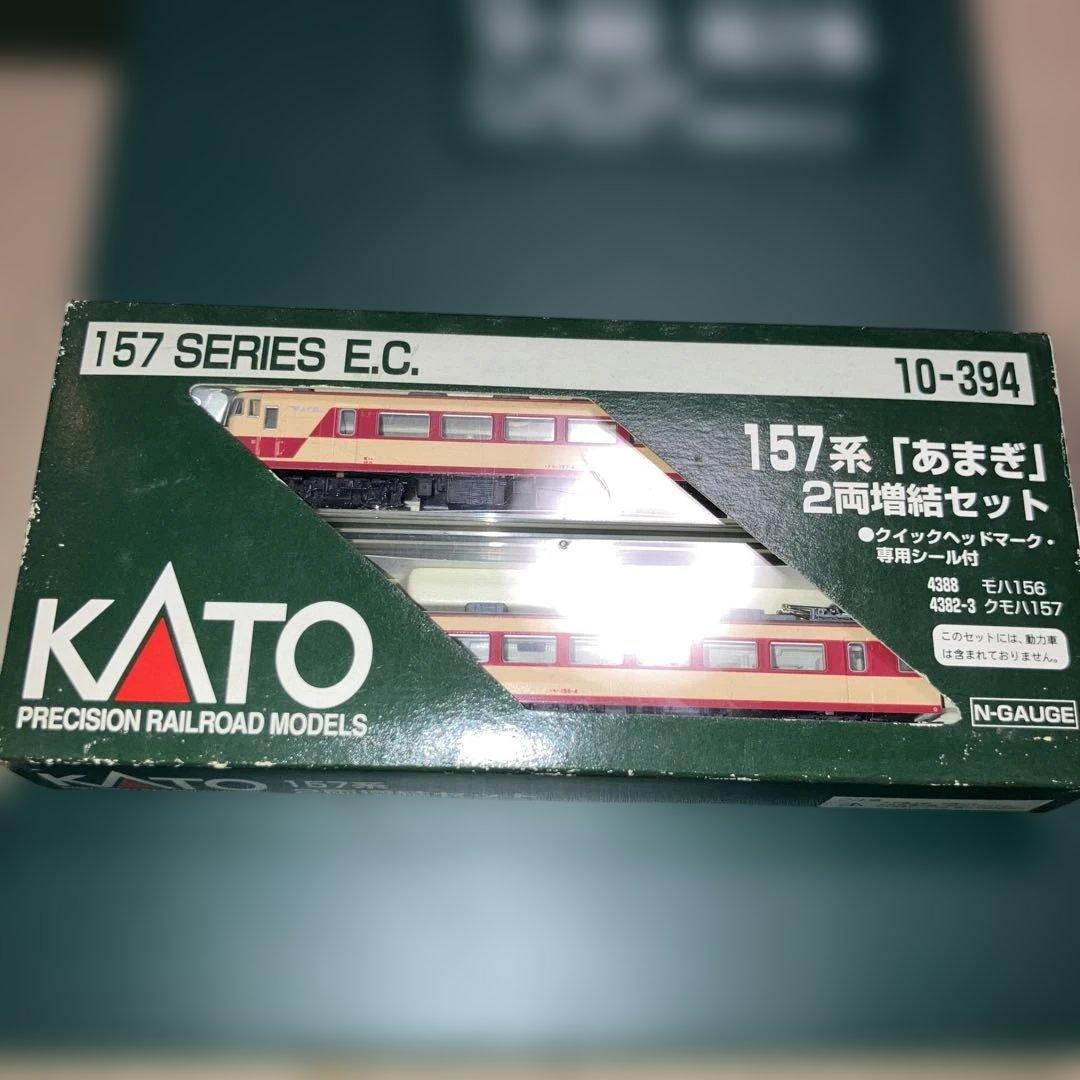 157 SERIES E.C.
10-394
157系「あまぎ」
2両増結セット
●クイックヘッドマーク・
専用シール付
4388 モハ156
4382-3 クモハ157
このセットには、動力車
は含まれておりません。
N-GAUGE
KATO
PRECISION RAILROAD MODELS
KATO 157系